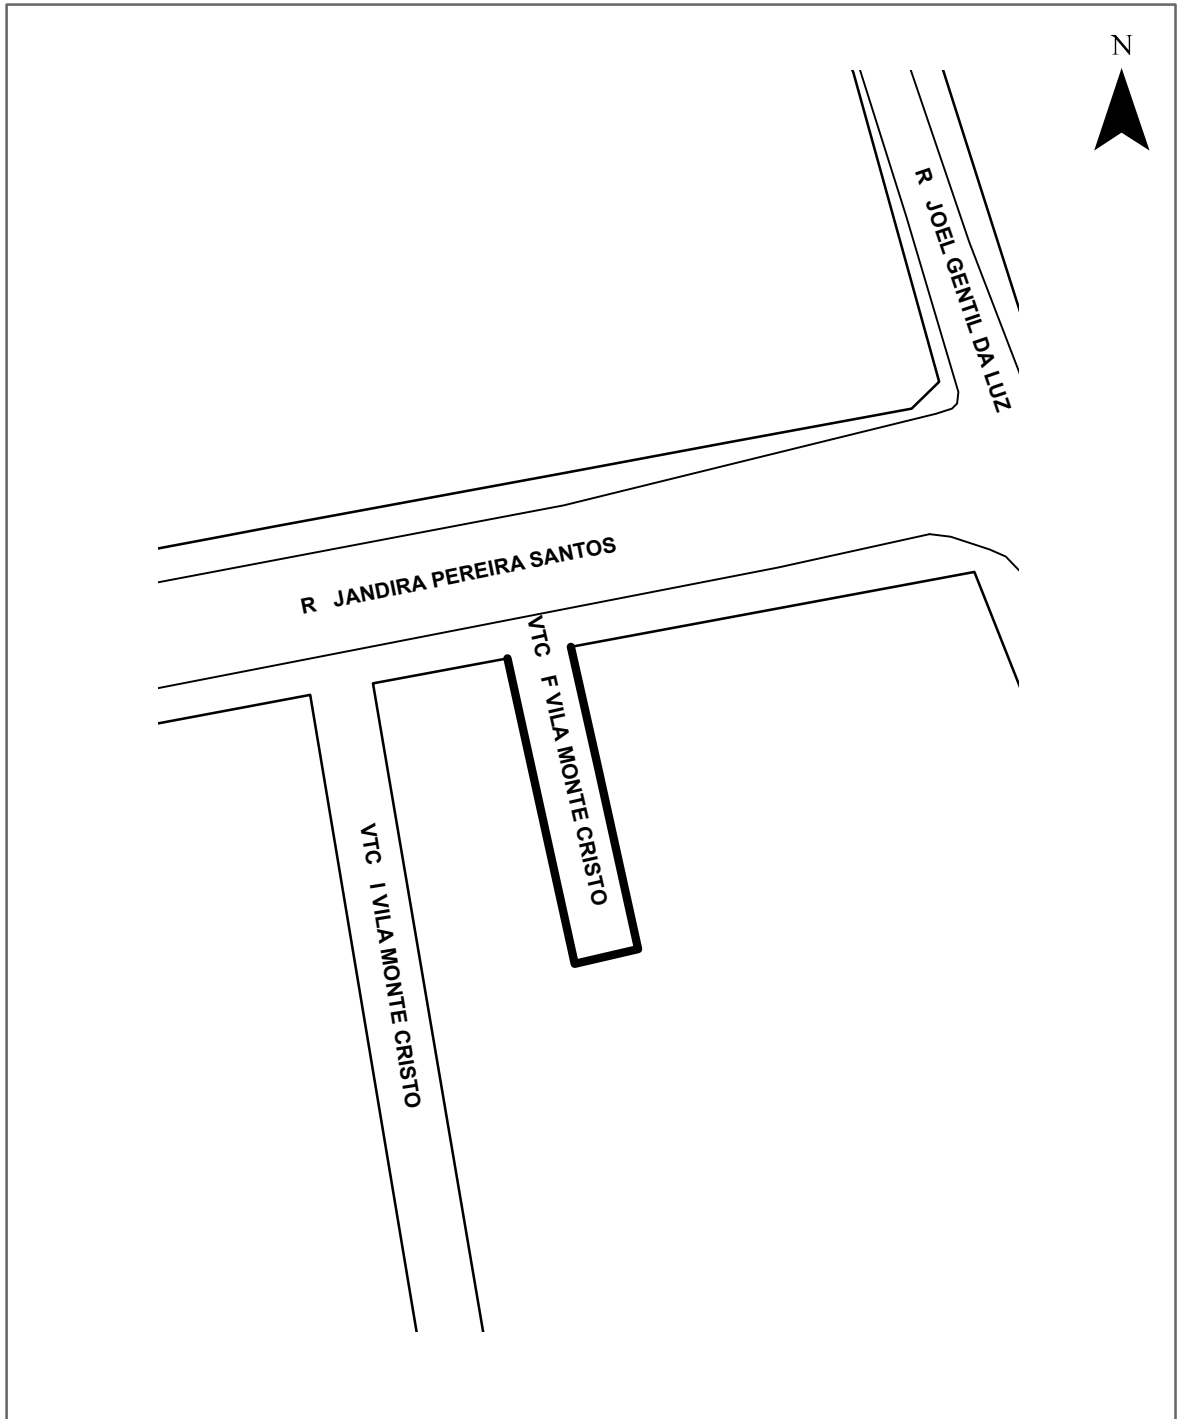 N
R JOEL GENTIL DA LUZ
R JANDIRA PEREIRA SANTOS
VTC F VILA MONTE CRISTO
VTC I VILA MONTE CRISTO